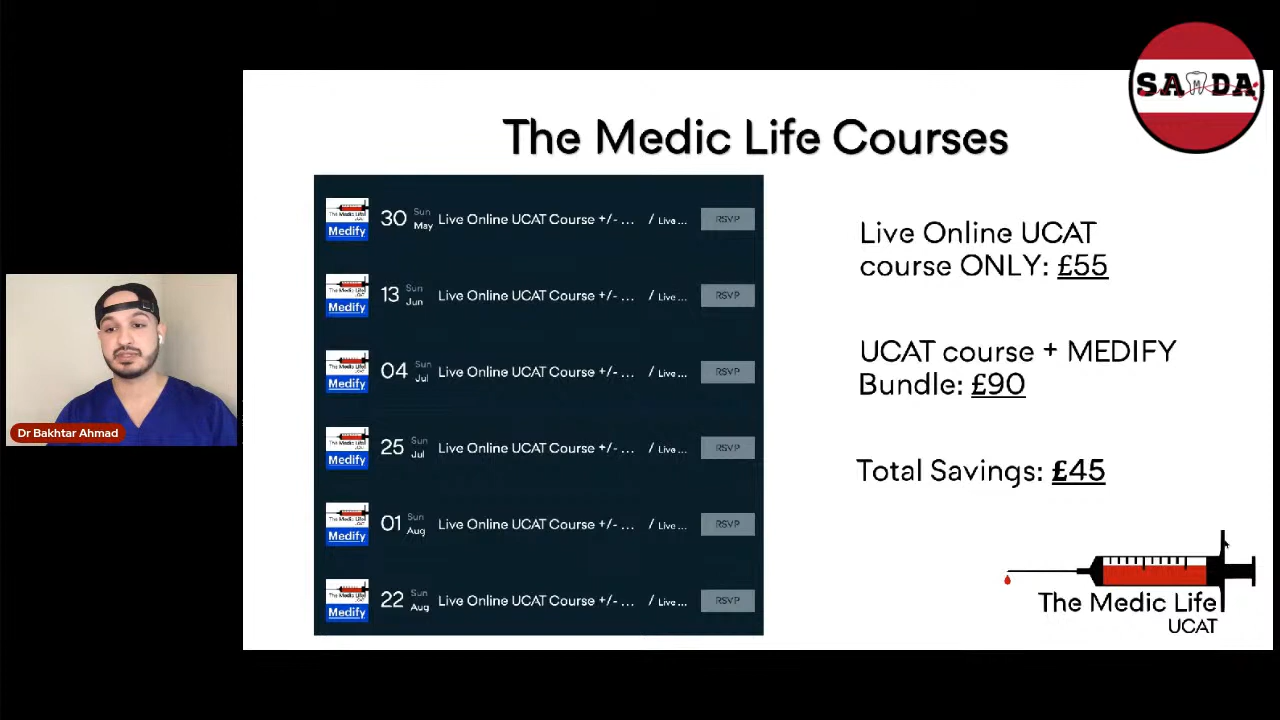 SAMDA
The Medic Life Courses
Medify
30 Sun May Live Online UCAT Course +/- ... / Live ... RSVP
Medify
13 Sun Jun Live Online UCAT Course +/- ... / Live ... RSVP
Medify
04 Sun Jul Live Online UCAT Course +/- ... / Live ... RSVP
Medify
25 Sun Jul Live Online UCAT Course +/- ... / Live ... RSVP
Medify
01 Sun Aug Live Online UCAT Course +/- ... / Live ... RSVP
Medify
22 Sun Aug Live Online UCAT Course +/- ... / Live ... RSVP
Live Online UCAT
course ONLY: £55
UCAT course + MEDIFY
Bundle: £90
Total Savings: £45
The Medic Life
UCAT
Dr Bakhtar Ahmad